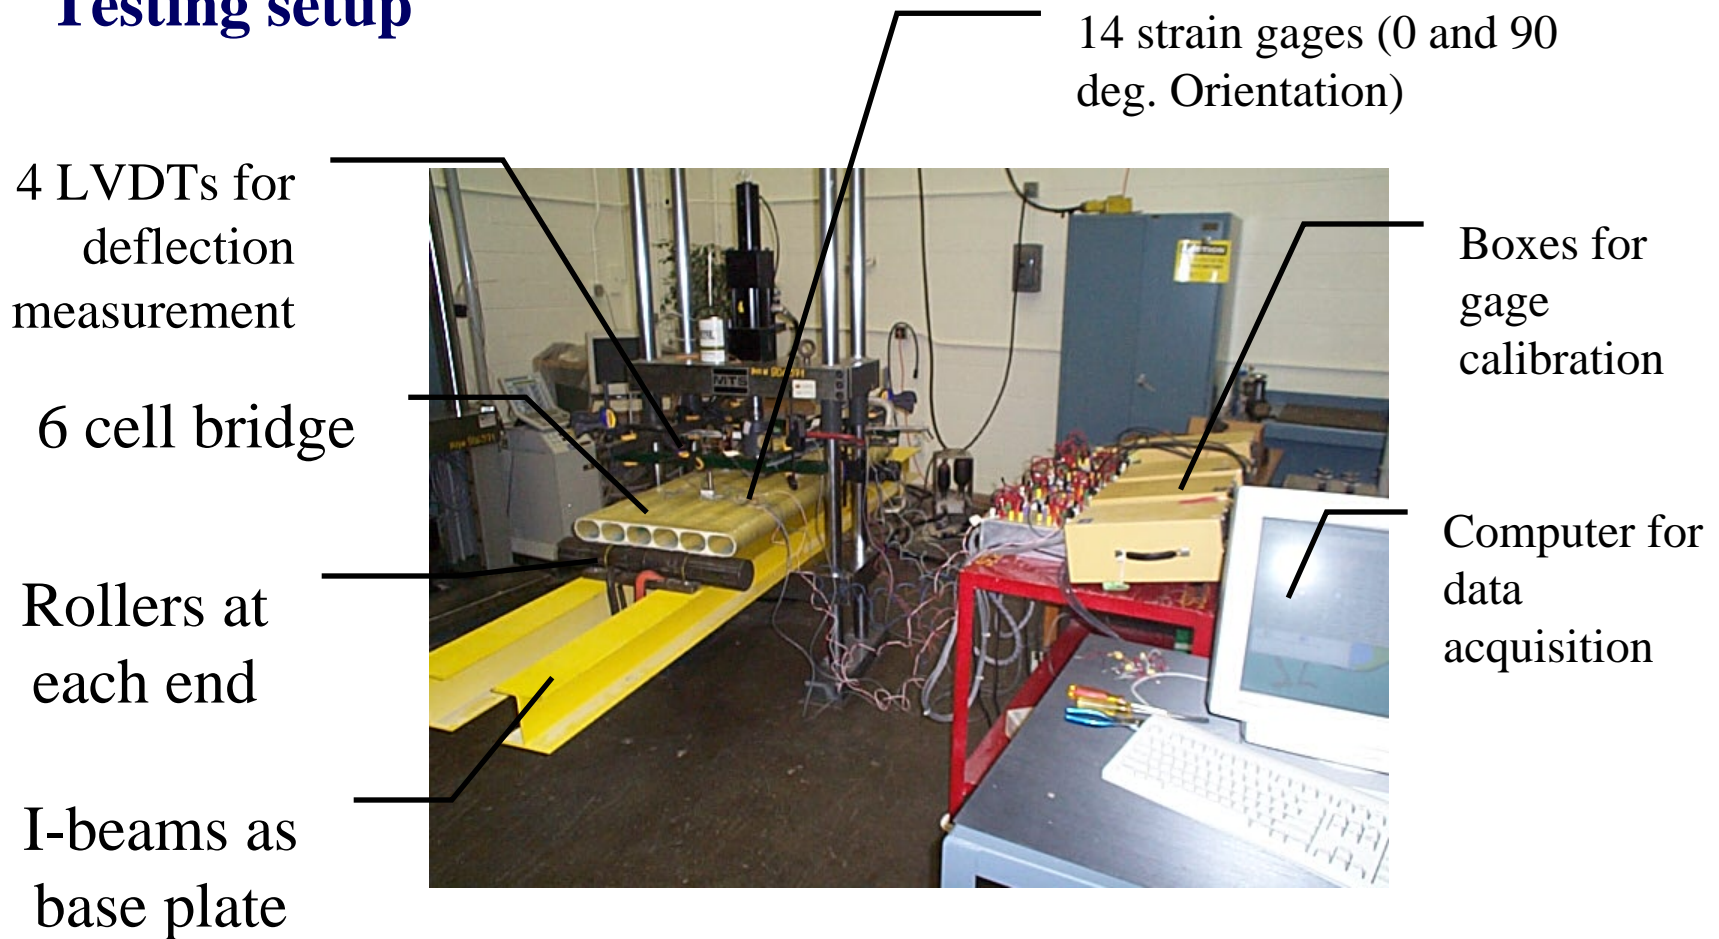 Testing setup
14 strain gages (0 and 90
deg. Orientation)
4 LVDTs for
deflection
measurement
6 cell bridge
Rollers at
each end
I-beams as
base plate
Boxes for
gage
calibration
Computer for
data
acquisition
MTS